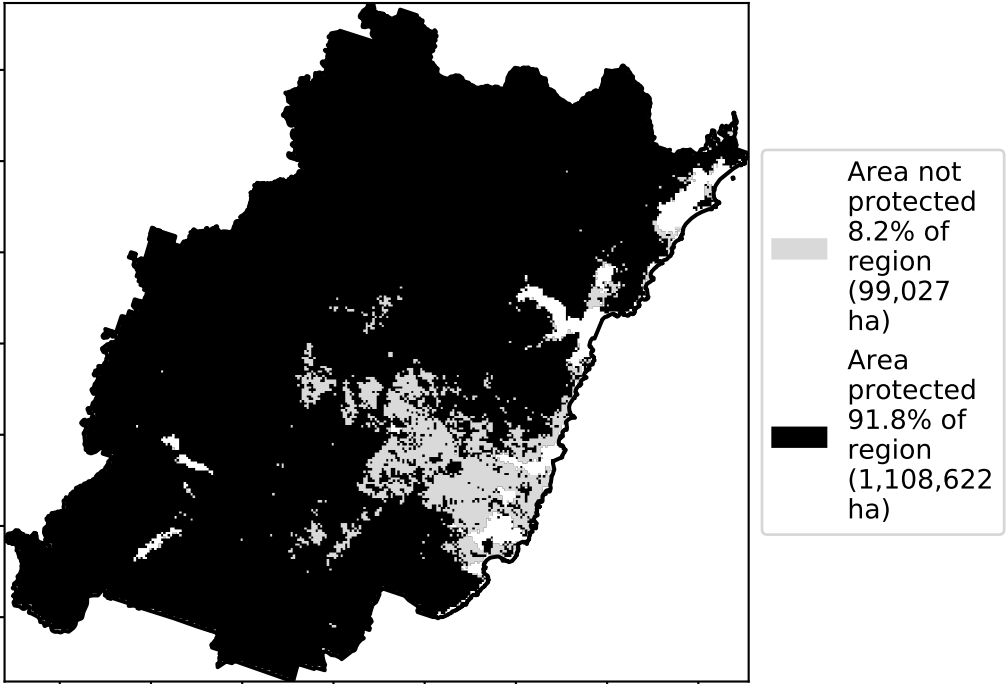 Area not
protected
8.2% of
region
(99,027
ha)
Area
protected
91.8% of
region
(1,108,622
ha)